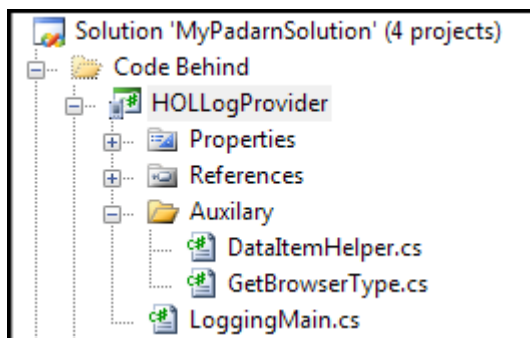 Solution 'MyPadarnSolution' (4 projects)
Code Behind
HOLLogProvider
Properties
References
Auxilary
DataItemHelper.cs
GetBrowserType.cs
LoggingMain.cs